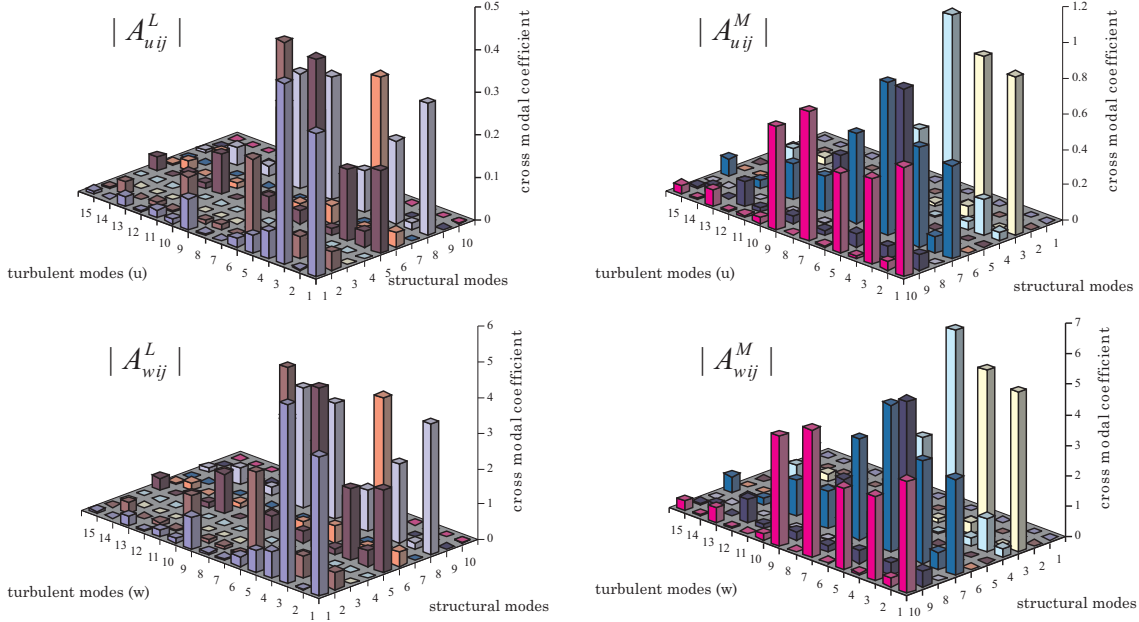 | A^L_{uij} |
0.5
0.4
0.3
0.2
0.1
0
cross modal coefficient
15 14 13 12 11 10 9 8 7 6 5 4 3 2 1
turbulent modes (u)
1 2 3 4 5 6 7 8 9 10
structural modes
| A^M_{uij} |
1.2
1
0.8
0.6
0.4
0.2
0
cross modal coefficient
15 14 13 12 11 10 9 8 7 6 5 4 3 2 1
turbulent modes (u)
10 9 8 7 6 5 4 3 2 1
structural modes
| A^L_{wij} |
6
5
4
3
2
1
0
cross modal coefficient
15 14 13 12 11 10 9 8 7 6 5 4 3 2 1
turbulent modes (w)
1 2 3 4 5 6 7 8 9 10
structural modes
| A^M_{wij} |
7
6
5
4
3
2
1
0
cross modal coefficient
15 14 13 12 11 10 9 8 7 6 5 4 3 2 1
turbulent modes (w)
10 9 8 7 6 5 4 3 2 1
structural modes